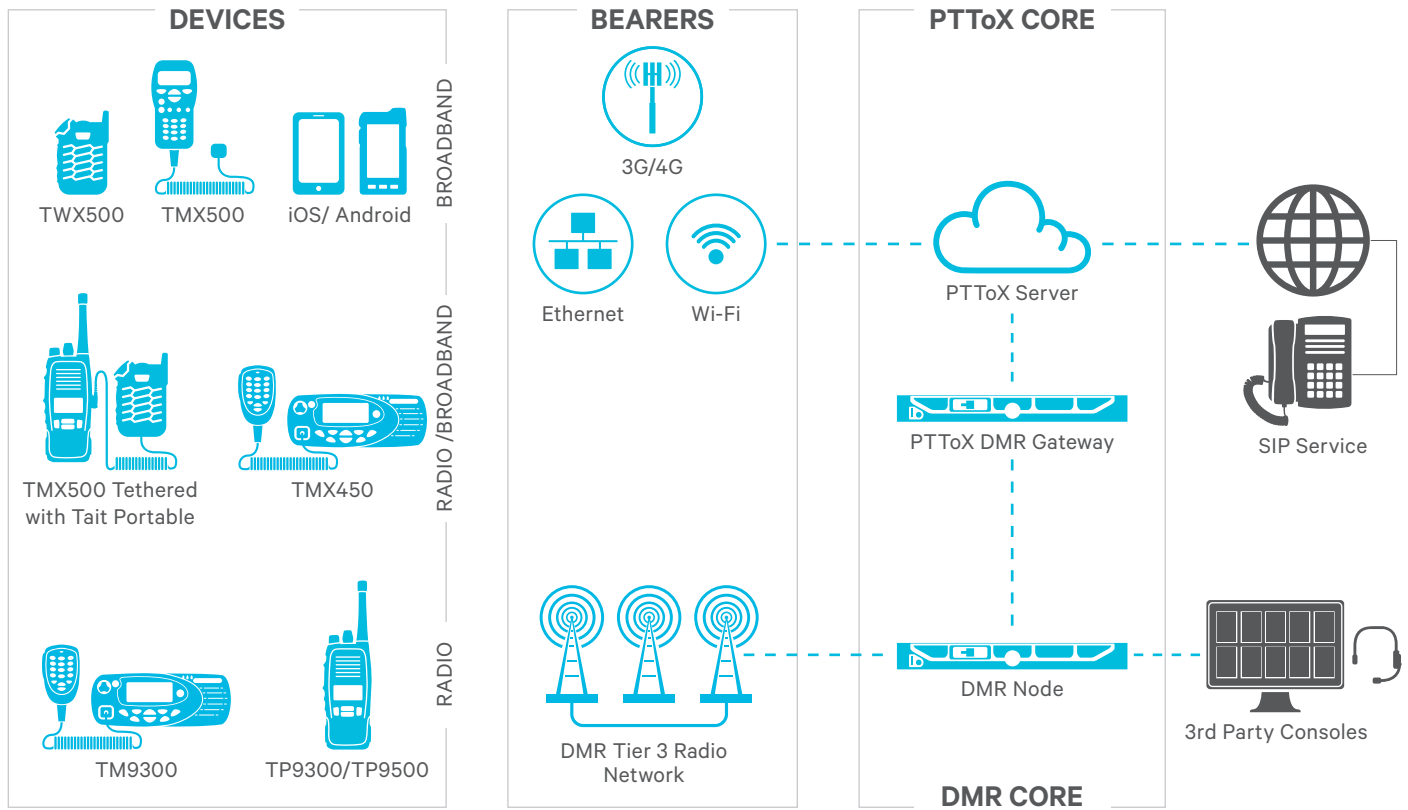 DEVICES
BROADBAND
TWX500
TMX500
iOS/ Android
RADIO /BROADBAND
TMX500 Tethered
with Tait Portable
TMX450
RADIO
TM9300
TP9300/TP9500
BEARERS
3G/4G
Ethernet
Wi-Fi
DMR Tier 3 Radio
Network
PTToX CORE
PTToX Server
PTToX DMR Gateway
DMR Node
DMR CORE
SIP Service
3rd Party Consoles